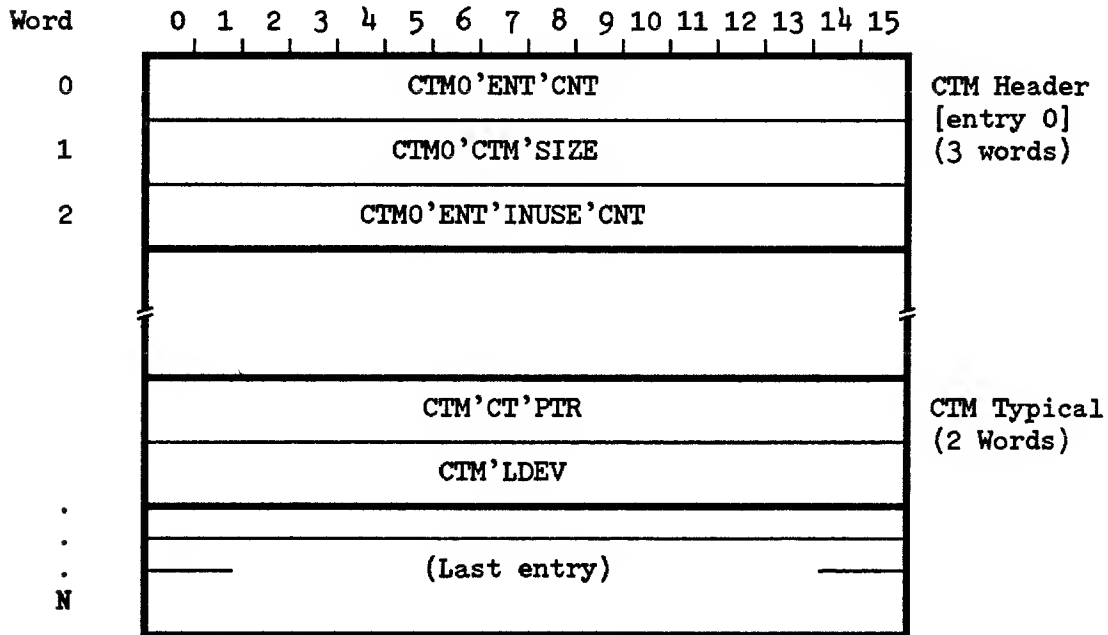 Word 0 1 2 3 4 5 6 7 8 9 10 11 12 13 14 15
0 CTM0'ENT'CNT CTM Header
[entry 0]
1 CTM0'CTM'SIZE (3 words)
2 CTM0'ENT'INUSE'CNT
CTM'CT'PTR CTM Typical
(2 Words)
CTM'LDEV
.
.
. (Last entry)
N